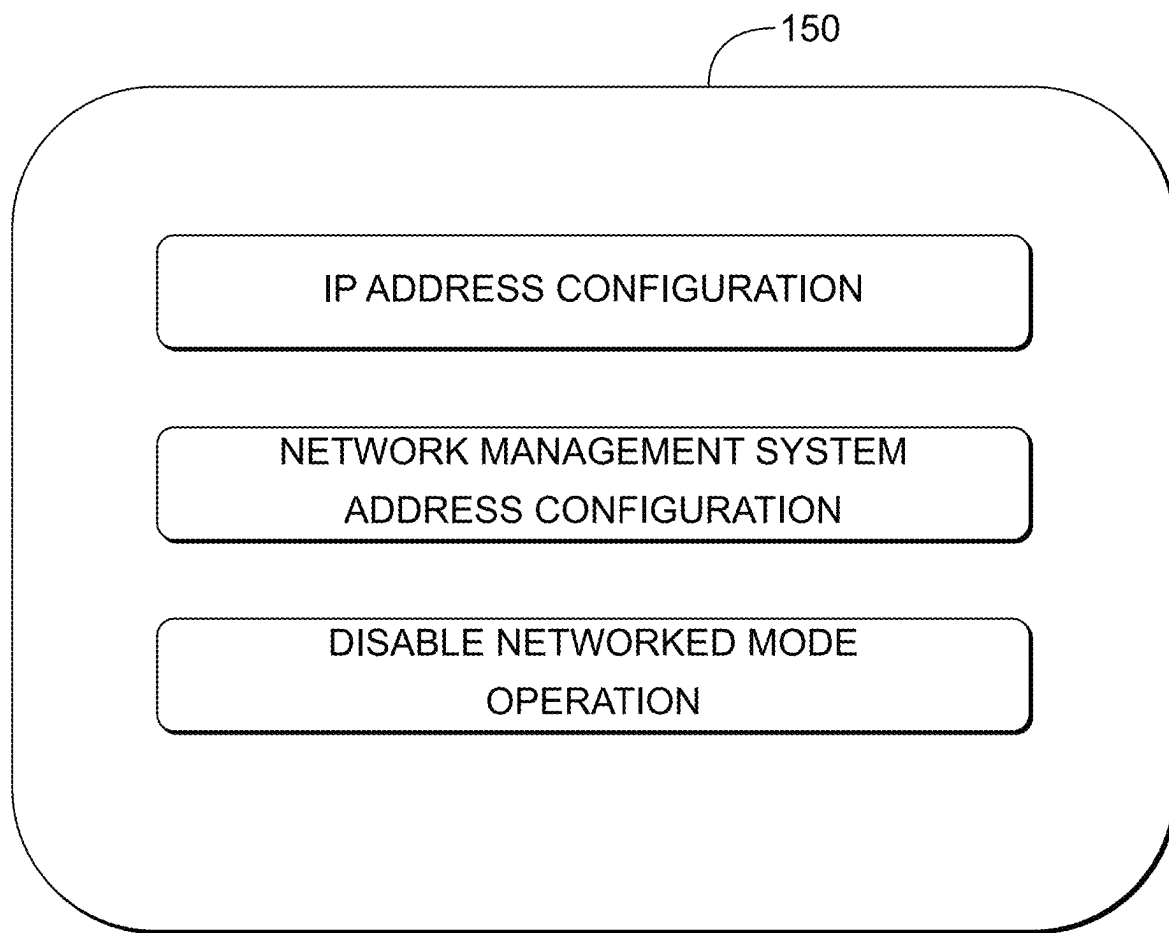 150
IP ADDRESS CONFIGURATION
NETWORK MANAGEMENT SYSTEM
ADDRESS CONFIGURATION
DISABLE NETWORKED MODE
OPERATION